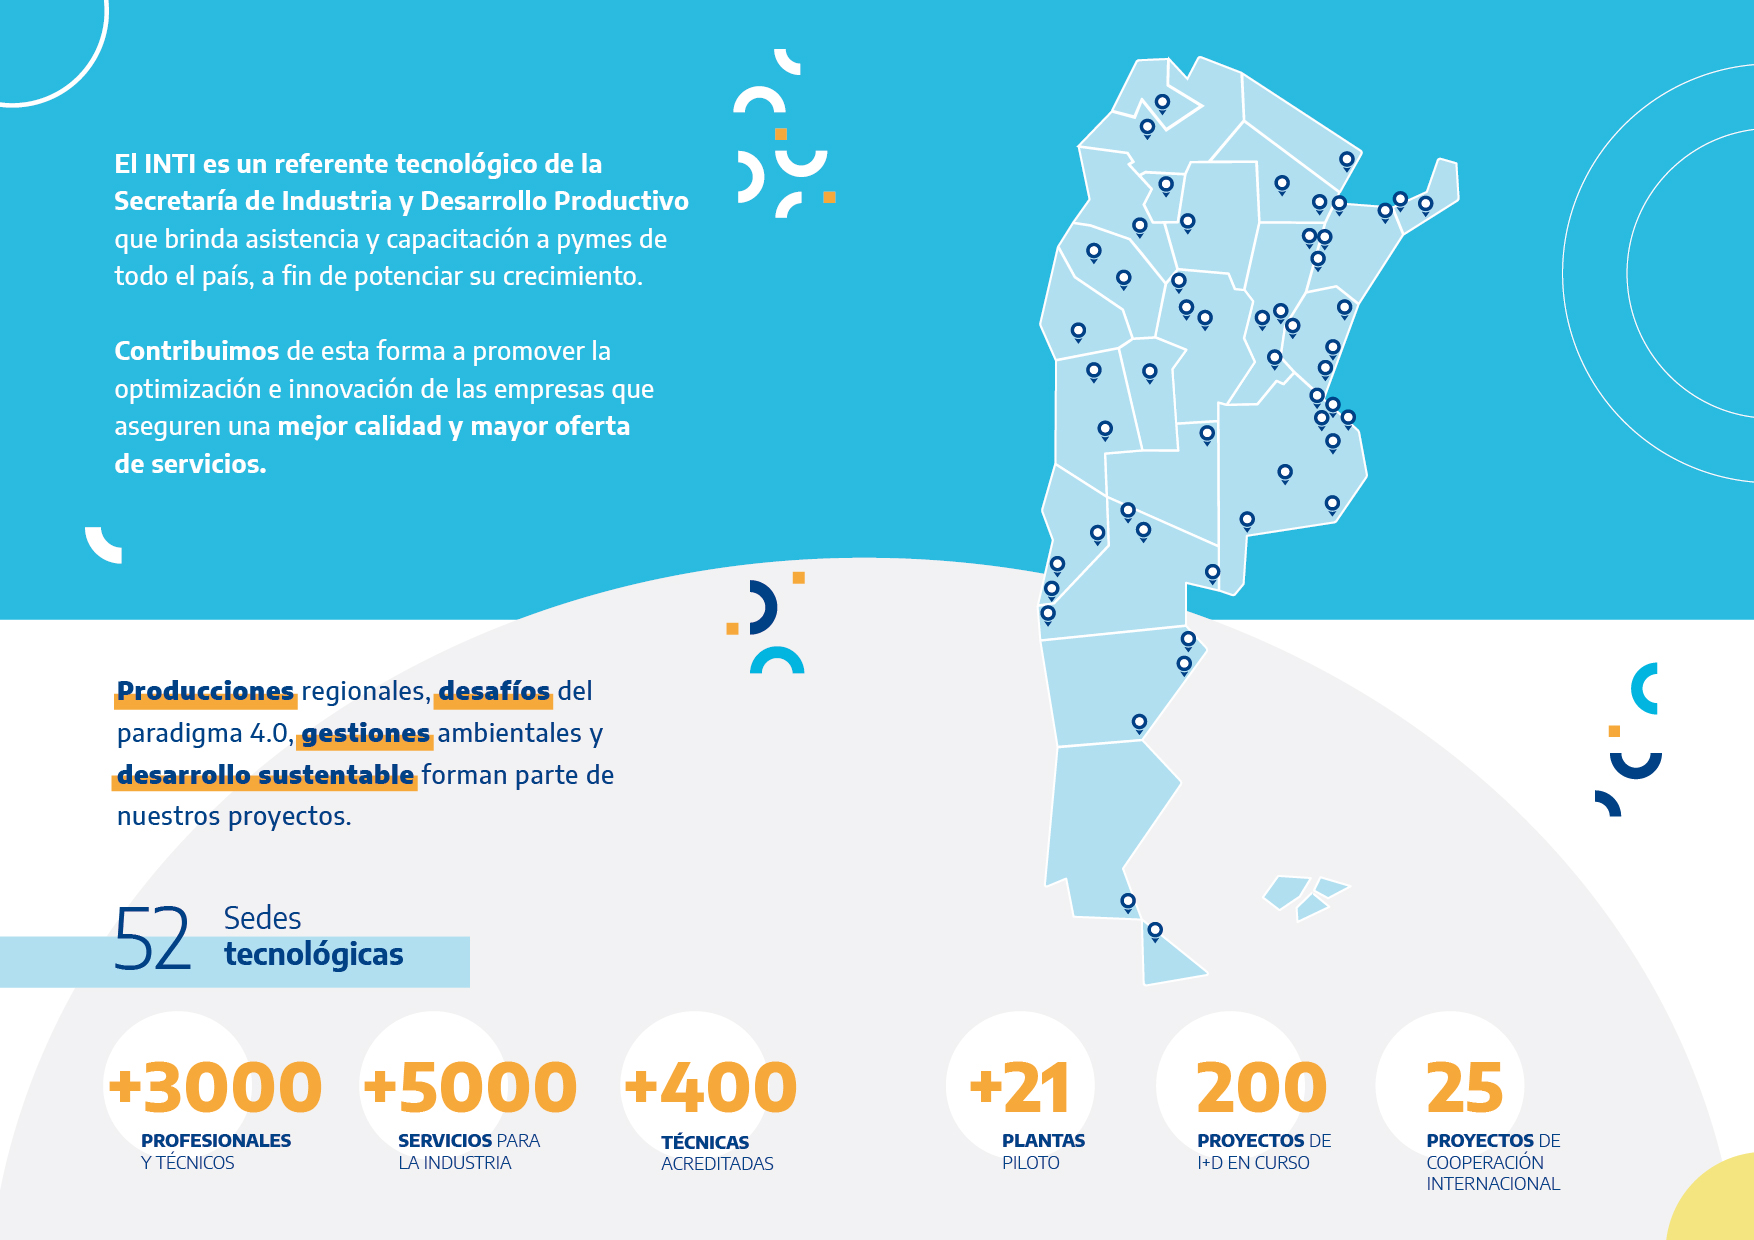 El INTI es un referente tecnológico de la
Secretaría de Industria y Desarrollo Productivo
que brinda asistencia y capacitación a pymes de
todo el país, a fin de potenciar su crecimiento.
Contribuimos de esta forma a promover la
optimización e innovación de las empresas que
aseguren una mejor calidad y mayor oferta
de servicios.
Producciones regionales, desafíos del
paradigma 4.0, gestiones ambientales y
desarrollo sustentable forman parte de
nuestros proyectos.
52
Sedes
tecnológicas
+3000
PROFESIONALES
Y TÉCNICOS
+5000
SERVICIOS PARA
LA INDUSTRIA
+400
TÉCNICAS
ACREDITADAS
+21
PLANTAS
PILOTO
200
PROYECTOS DE
I+D EN CURSO
25
PROYECTOS DE
COOPERACIÓN
INTERNACIONAL